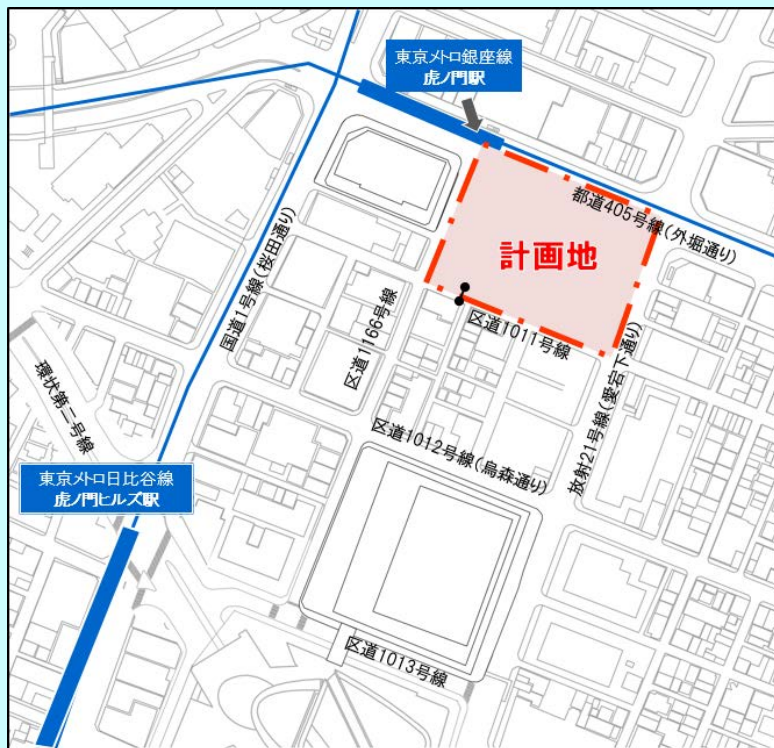 東京メトロ銀座線
虎ノ門駅
都道405号線(外堀通り)
計画地
国道1号線(桜田通り)
区道1166号線
区道1011号線
放射21号線(愛宕下通り)
環状第二号線
区道1012号線(烏森通り)
東京メトロ日比谷線
虎ノ門ヒルズ駅
区道1013号線